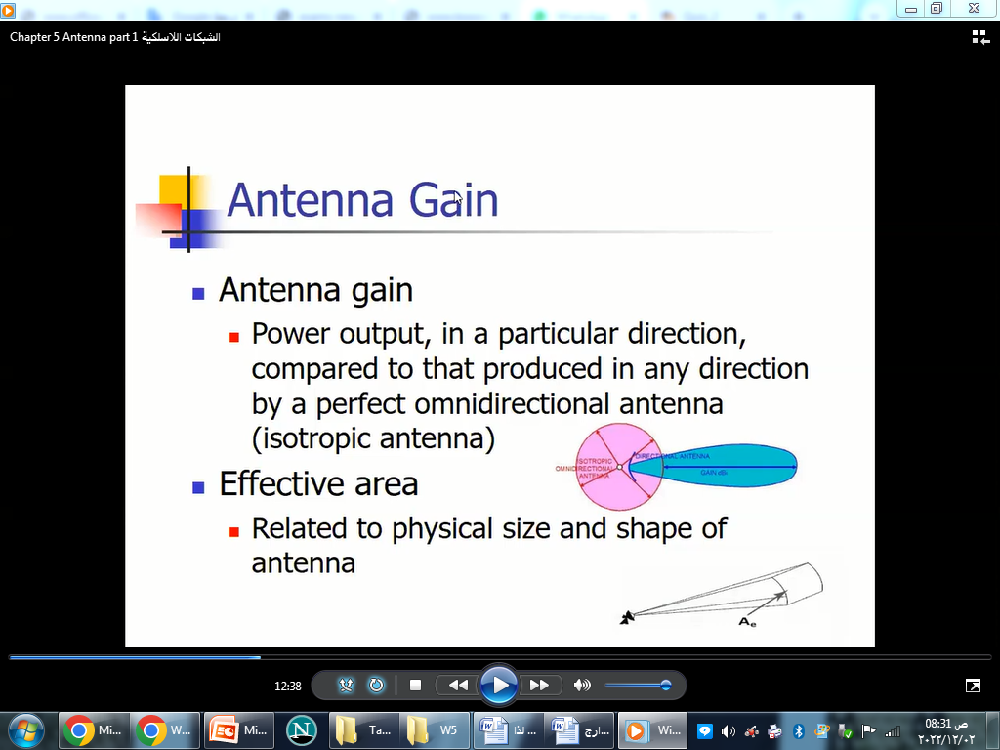 Chapter 5 Antenna part 1 الشبكات اللاسلكية
Antenna Gain
Antenna gain
Power output, in a particular direction,
compared to that produced in any direction
by a perfect omnidirectional antenna
(isotropic antenna)
ISOTROPIC
OMNIDIRECTIONAL
ANTENNA
DIRECTIONAL ANTENNA
GAIN dBi
Effective area
Related to physical size and shape of
antenna
Ae
12:38
Mi...
W...
Mi...
N
Ta...
W5
لذا ...
ارج...
Wi...
08:31 ص
٢٠٢٢/١٢/٠٢